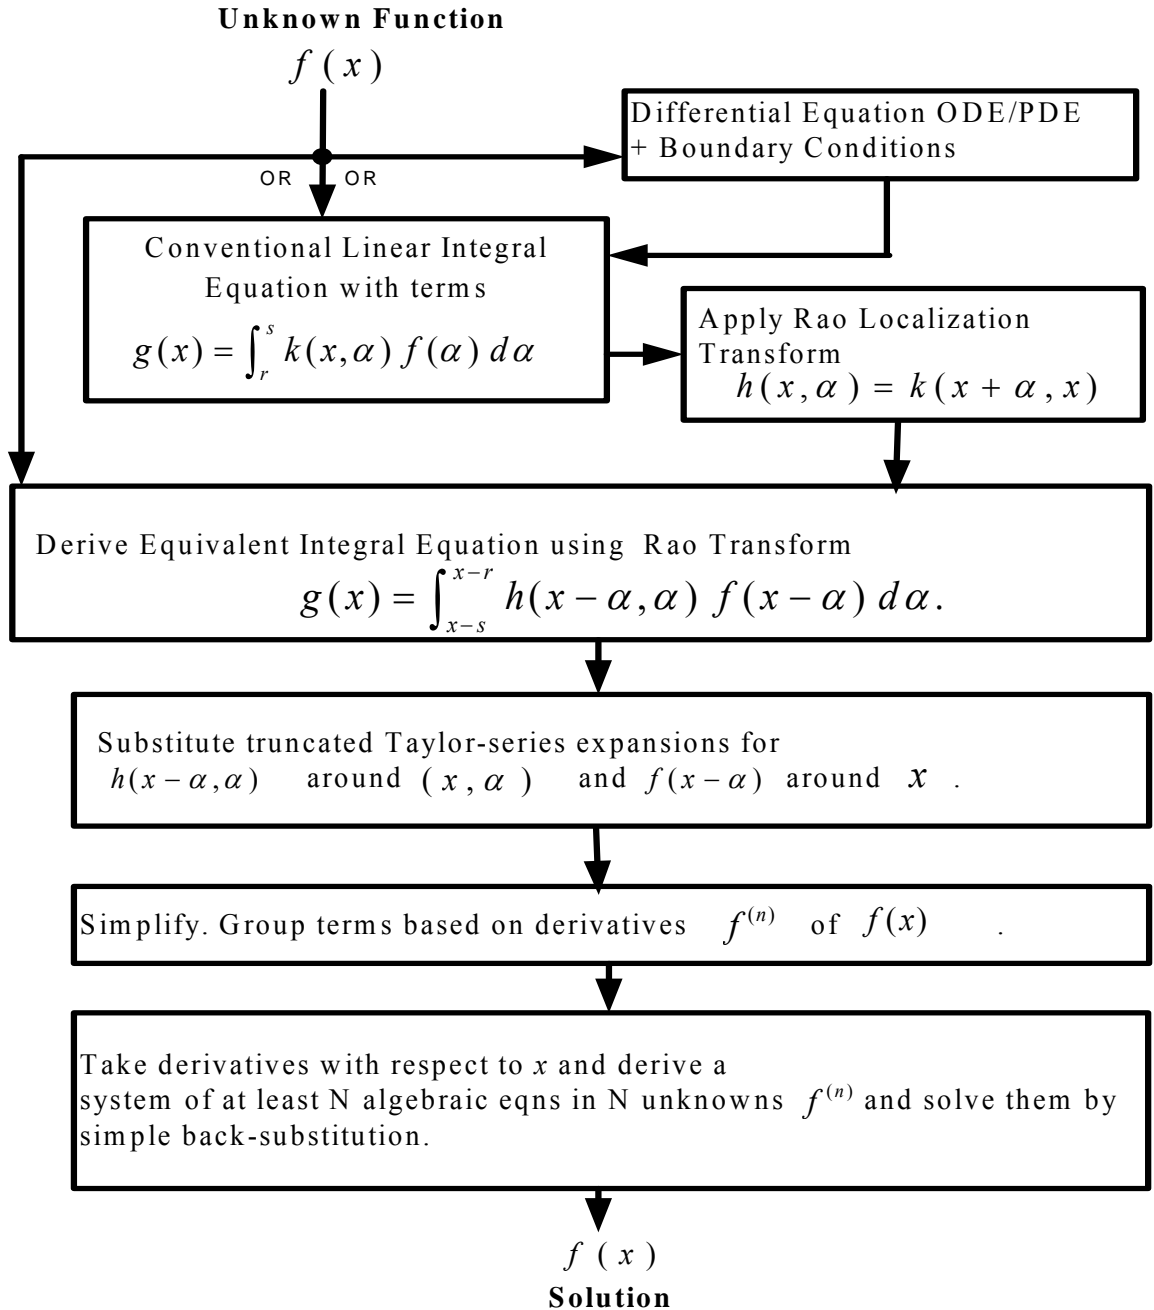 Unknown Function
f ( x )
Differential Equation ODE/PDE
+ Boundary Conditions
OR OR
Conventional Linear Integral
Equation with terms
g(x) = ∫_r^s k(x,α) f(α) dα
Apply Rao Localization
Transform
h(x,α) = k(x + α, x)
Derive Equivalent Integral Equation using Rao Transform
g(x) = ∫_{x−s}^{x−r} h(x − α,α) f(x − α) dα.
Substitute truncated Taylor-series expansions for
h(x − α,α) around (x,α) and f(x − α) around x .
Simplify. Group terms based on derivatives f^{(n)} of f(x) .
Take derivatives with respect to x and derive a
system of at least N algebraic eqns in N unknowns f^{(n)} and solve them by
simple back-substitution.
f ( x )
Solution